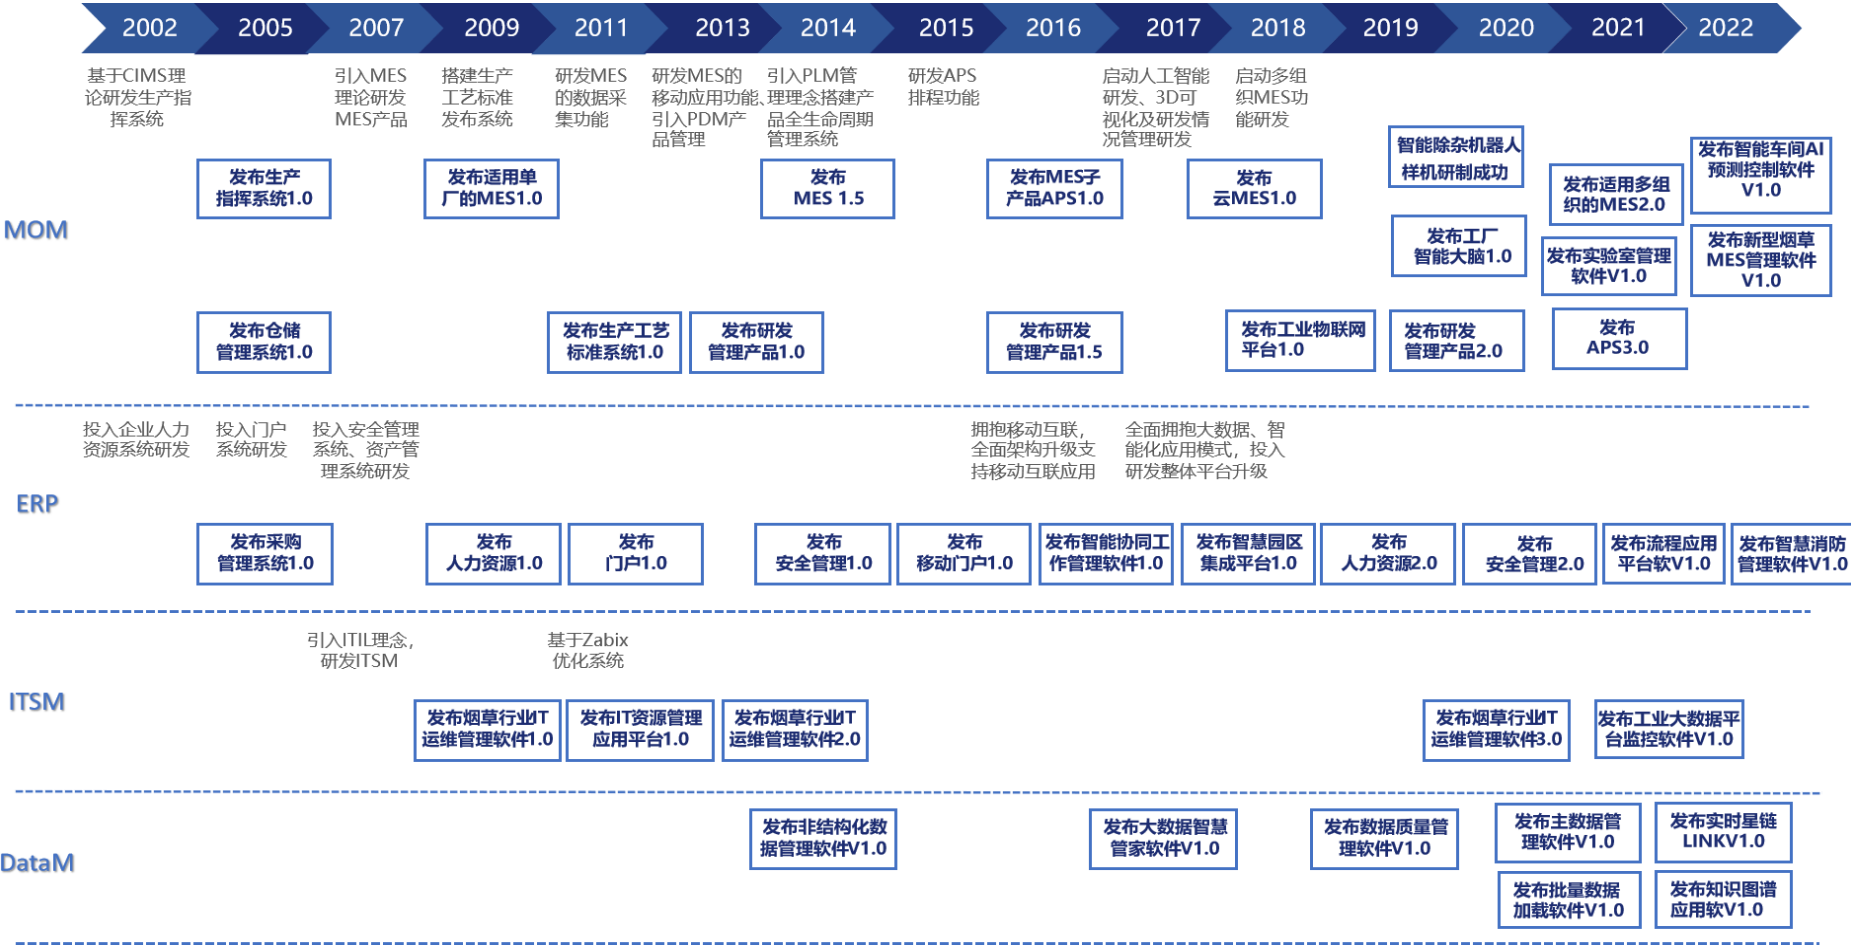 2002
2005
2007
2009
2011
2013
2014
2015
2016
2017
2018
2019
2020
2021
2022
基于CIMS理
论研发生产指
挥系统
引入MES
理论研发
MES产品
搭建生产
工艺标准
发布系统
研发MES
的数据采
集功能
研发MES的
移动应用功能、
引入PDM产
品管理
引入PLM管
理理念搭建产
品全生命周期
管理系统
研发APS
排程功能
启动人工智能
研发、3D可
视化及研发情
况管理研发
启动多组
织MES功
能研发
MOM
发布生产
指挥系统1.0
发布适用单
厂的MES1.0
发布
MES 1.5
发布MES子
产品APS1.0
发布
云MES1.0
智能除杂机器人
样机研制成功
发布工厂
智能大脑1.0
发布适用多组
织的MES2.0
发布实验室管理
软件V1.0
发布智能车间AI
预测控制软件
V1.0
发布新型烟草
MES管理软件
V1.0
发布仓储
管理系统1.0
发布生产工艺
标准系统1.0
发布研发
管理产品1.0
发布研发
管理产品1.5
发布工业物联网
平台1.0
发布研发
管理产品2.0
发布
APS3.0
投入企业人力
资源系统研发
投入门户
系统研发
投入安全管理
系统、资产管
理系统研发
拥抱移动互联，
全面架构升级支
持移动互联应用
全面拥抱大数据、智
能化应用模式，投入
研发整体平台升级
ERP
发布采购
管理系统1.0
发布
人力资源1.0
发布
门户1.0
发布
安全管理1.0
发布
移动门户1.0
发布智能协同工
作管理软件1.0
发布智慧园区
集成平台1.0
发布
人力资源2.0
发布
安全管理2.0
发布流程应用
平台软V1.0
发布智慧消防
管理软件V1.0
引入ITIL理念，
研发ITSM
基于Zabix
优化系统
ITSM
发布烟草行业IT
运维管理软件1.0
发布IT资源管理
应用平台1.0
发布烟草行业IT
运维管理软件2.0
发布烟草行业IT
运维管理软件3.0
发布工业大数据平
台监控软件V1.0
DataM
发布非结构化数
据管理软件V1.0
发布大数据智慧
管家软件V1.0
发布数据质量管
理软件V1.0
发布主数据管
理软件V1.0
发布实时星链
LINKV1.0
发布批量数据
加载软件V1.0
发布知识图谱
应用软V1.0